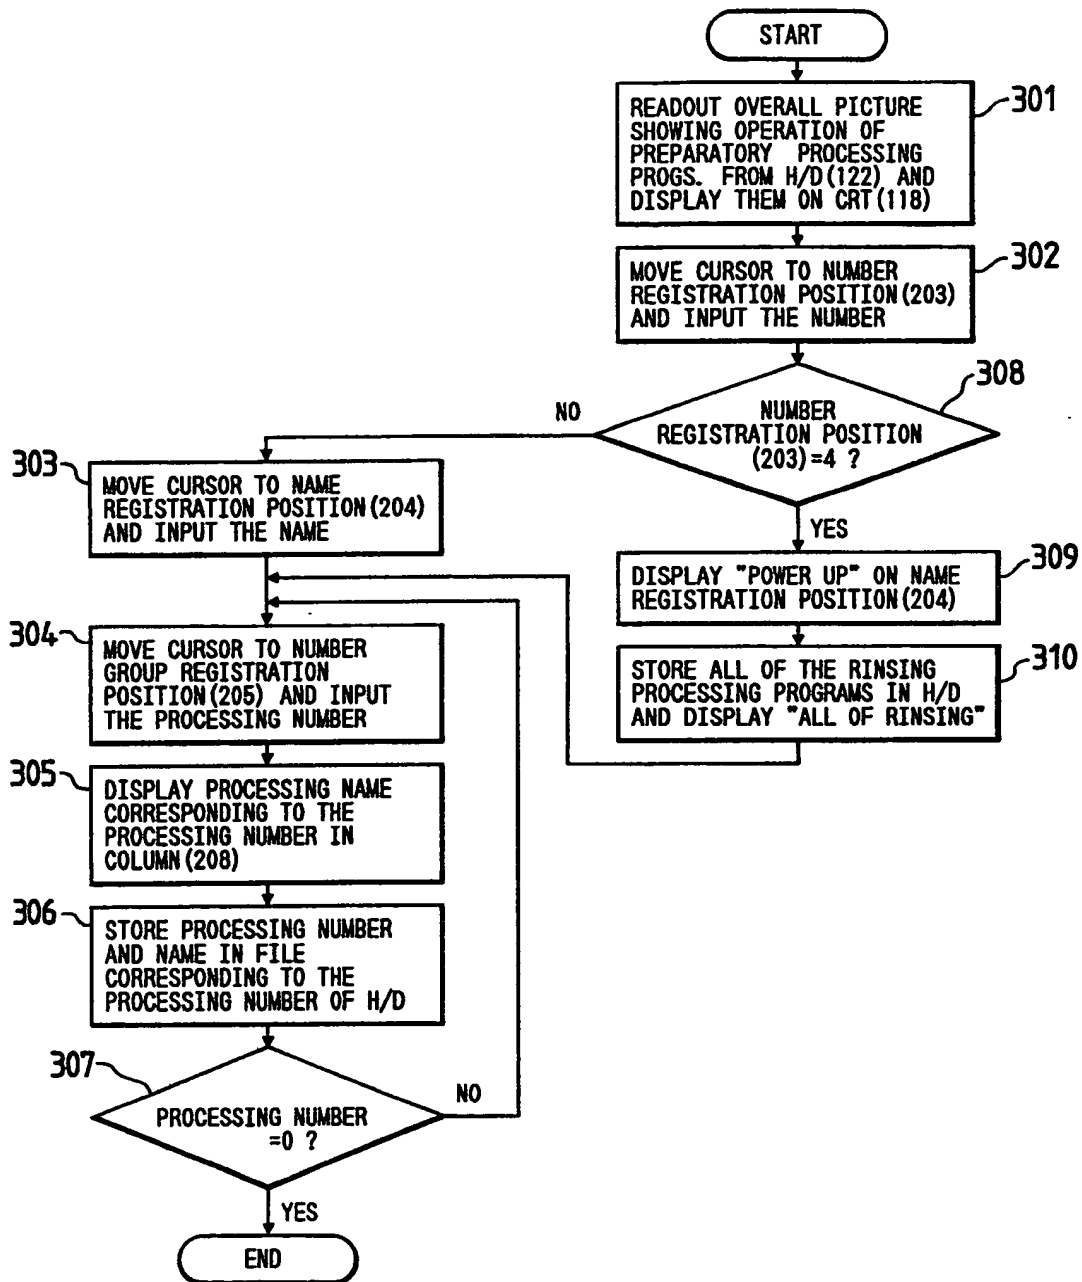 START
301
READOUT OVERALL PICTURE
SHOWING OPERATION OF
PREPARATORY PROCESSING
PROGS. FROM H/D(122) AND
DISPLAY THEM ON CRT(118)
302
MOVE CURSOR TO NUMBER
REGISTRATION POSITION(203)
AND INPUT THE NUMBER
308
NUMBER
REGISTRATION POSITION
(203)=4 ?
NO
YES
303
MOVE CURSOR TO NAME
REGISTRATION POSITION(204)
AND INPUT THE NAME
309
DISPLAY "POWER UP" ON NAME
REGISTRATION POSITION(204)
310
STORE ALL OF THE RINSING
PROCESSING PROGRAMS IN H/D
AND DISPLAY "ALL OF RINSING"
304
MOVE CURSOR TO NUMBER
GROUP REGISTRATION
POSITION(205) AND INPUT
THE PROCESSING NUMBER
305
DISPLAY PROCESSING NAME
CORRESPONDING TO THE
PROCESSING NUMBER IN
COLUMN(208)
306
STORE PROCESSING NUMBER
AND NAME IN FILE
CORRESPONDING TO THE
PROCESSING NUMBER OF H/D
307
PROCESSING NUMBER
=0 ?
NO
YES
END